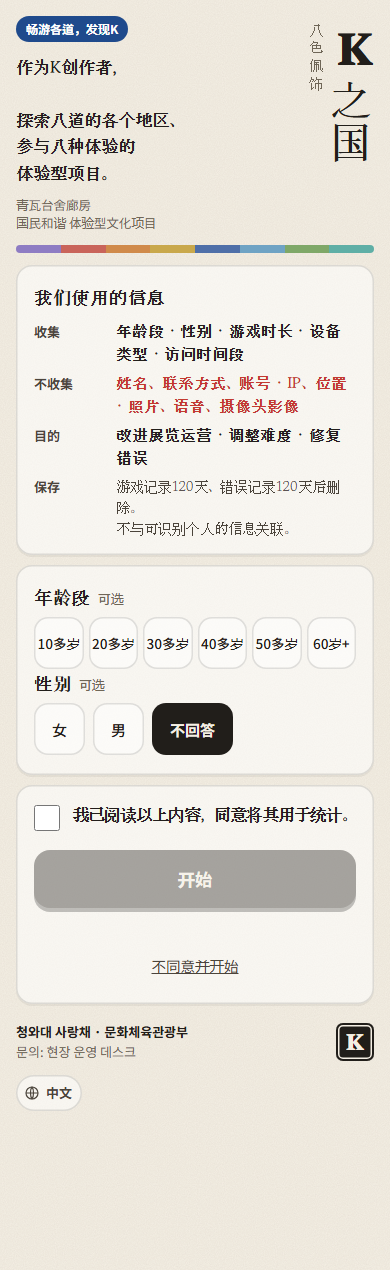 畅游各道，发现K
作为K创作者，
探索八道的各个地区、
参与八种体验的
体验型项目。
青瓦台舍廊房
国民和谐 体验型文化项目
八色佩饰
K之国
我们使用的信息
收集
年龄段 · 性别 · 游戏时长 · 设备
类型 · 访问时间段
不收集
姓名、联系方式、账号 · IP、位置
· 照片、语音、摄像头影像
目的
改进展览运营 · 调整难度 · 修复
错误
保存
游戏记录120天、错误记录120天后删
除。
不与可识别个人的信息关联。
年龄段 可选
10多岁 20多岁 30多岁 40多岁 50多岁 60岁+
性别 可选
女 男 不回答
我已阅读以上内容，同意将其用于统计。
开始
不同意并开始
청와대 사랑채 · 문화체육관광부
문의: 현장 운영 데스크
K
中文